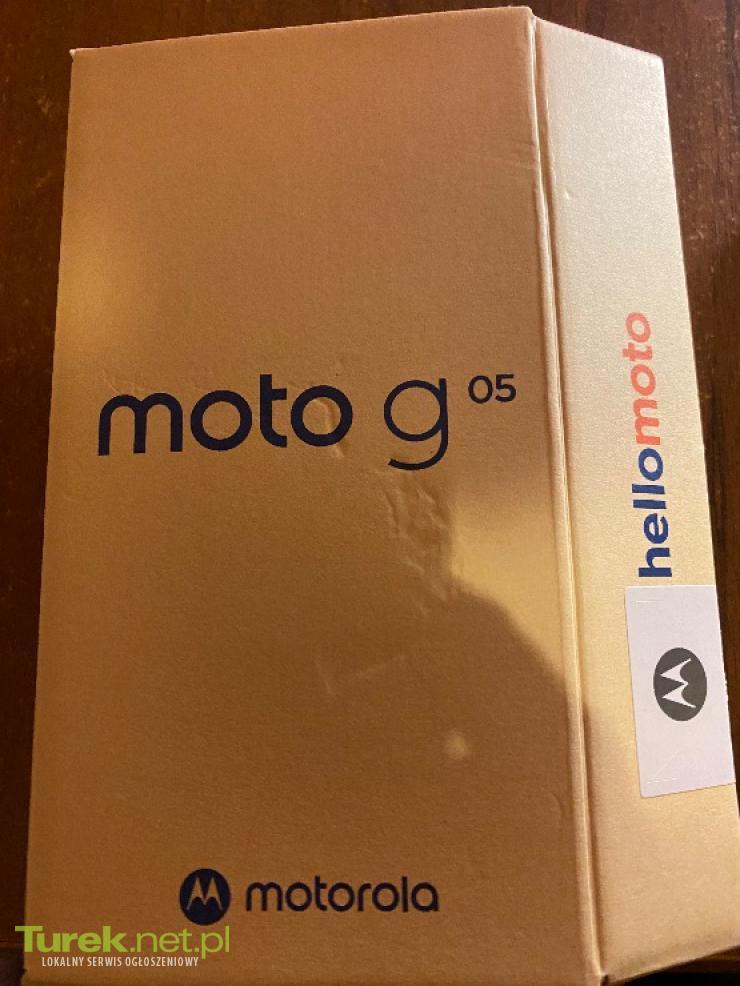 moto g 05
hellomoto
motorola
Turek.net.pl
LOKALNY SERWIS OGŁOSZENIOWY